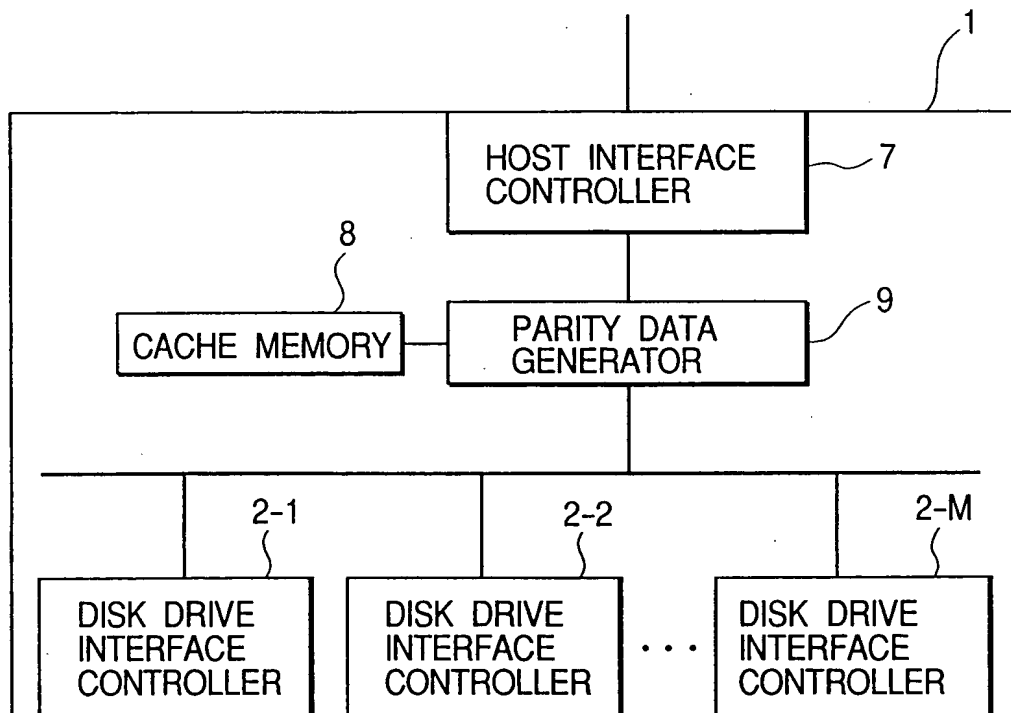 1
HOST INTERFACE
CONTROLLER
7
8
9
CACHE MEMORY
PARITY DATA
GENERATOR
2-1
2-2
2-M
DISK DRIVE
INTERFACE
CONTROLLER
DISK DRIVE
INTERFACE
CONTROLLER
. . .
DISK DRIVE
INTERFACE
CONTROLLER